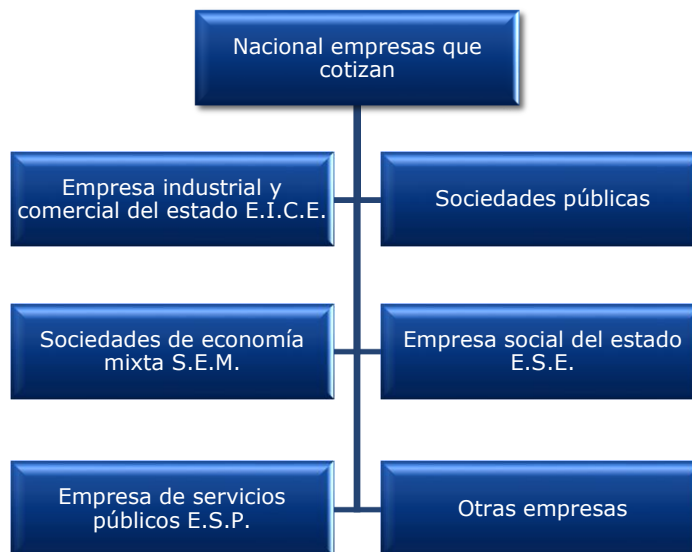 Nacional empresas que
cotizan
Empresa industrial y
comercial del estado E.I.C.E.
Sociedades públicas
Sociedades de economía
mixta S.E.M.
Empresa social del estado
E.S.E.
Empresa de servicios
públicos E.S.P.
Otras empresas